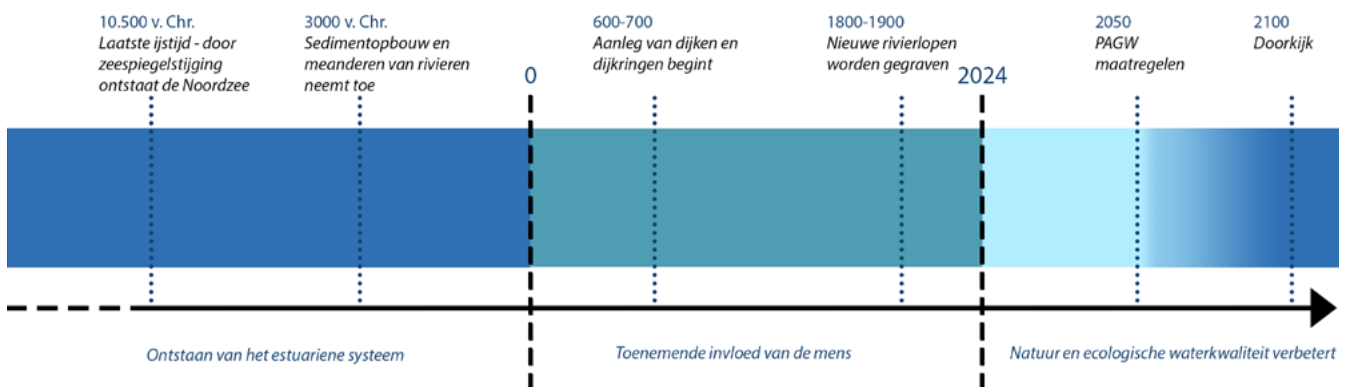 10.500 v. Chr.
Laatste ijstijd - door
zeespiegelstijging
ontstaat de Noordzee
3000 v. Chr.
Sedimentopbouw en
meanderen van rivieren
neemt toe
0
600-700
Aanleg van dijken en
dijkringen begint
1800-1900
Nieuwe rivierlopen
worden gegraven
2024
2050
PAGW
maatregelen
2100
Doorkijk
Ontstaan van het estuariene systeem
Toenemende invloed van de mens
Natuur en ecologische waterkwaliteit verbetert